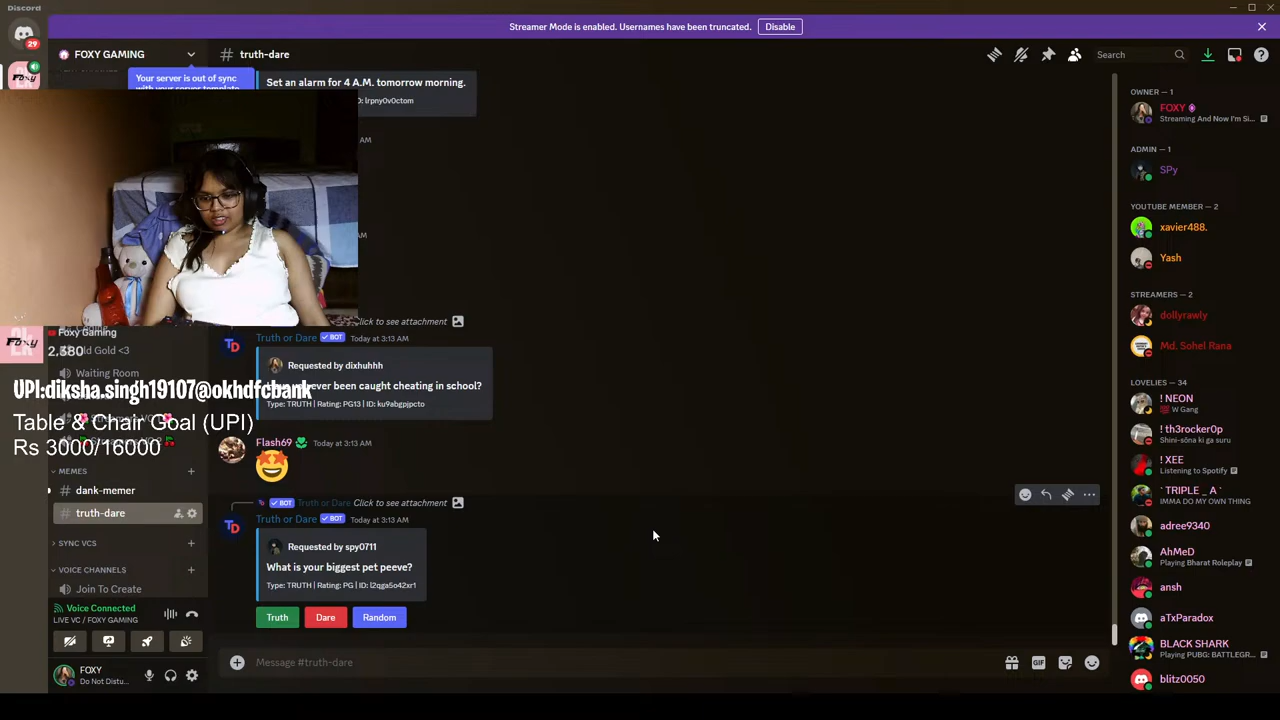 Discord
Streamer Mode is enabled. Usernames have been truncated.
Disable
29
FOXY GAMING
# truth-dare
Search
Your server is out of sync
Set an alarm for 4 A.M. tomorrow morning.
ID: lrpny0v0ctom
AM
AM
Click to see attachment
Truth or Dare
BOT
Today at 3:13 AM
Requested by dixhuhhh
ever been caught cheating in school?
Type: TRUTH | Rating: PG13 | ID: ku9abgpjpcto
Flash69
Today at 3:13 AM
BOT Truth or Dare Click to see attachment
Truth or Dare
BOT
Today at 3:13 AM
Requested by spy0711
What is your biggest pet peeve?
Type: TRUTH | Rating: PG | ID: l2qga5o42xr1
Truth
Dare
Random
Message #truth-dare
GIF
Foxy
Foxy Gaming
2,380
ld Gold <3
Waiting Room
UPI:diksha.singh19107@okhdfcbank
Table & Chair Goal (UPI)
Rs 3000/16000
MEMES
# dank-memer
# truth-dare
SYNC VCS
VOICE CHANNELS
Join To Create
Voice Connected
LIVE VC / FOXY GAMING
FOXY
Do Not Distu...
OWNER — 1
FOXY
Streaming And Now I'm Si...
ADMIN — 1
SPy
YOUTUBE MEMBER — 2
xavier488.
Yash
STREAMERS — 2
dollyrawly
Md. Sohel Rana
LOVELIES — 34
! NEON
W Gang
! th3rocker0p
Shini-sōna ki ga suru
! XEE
Listening to Spotify
` TRIPLE _ A `
IMMA DO MY OWN THING
adree9340
AhMeD
Playing Bharat Roleplay
ansh
aTxParadox
BLACK SHARK
Playing PUBG: BATTLEGR...
blitz0050